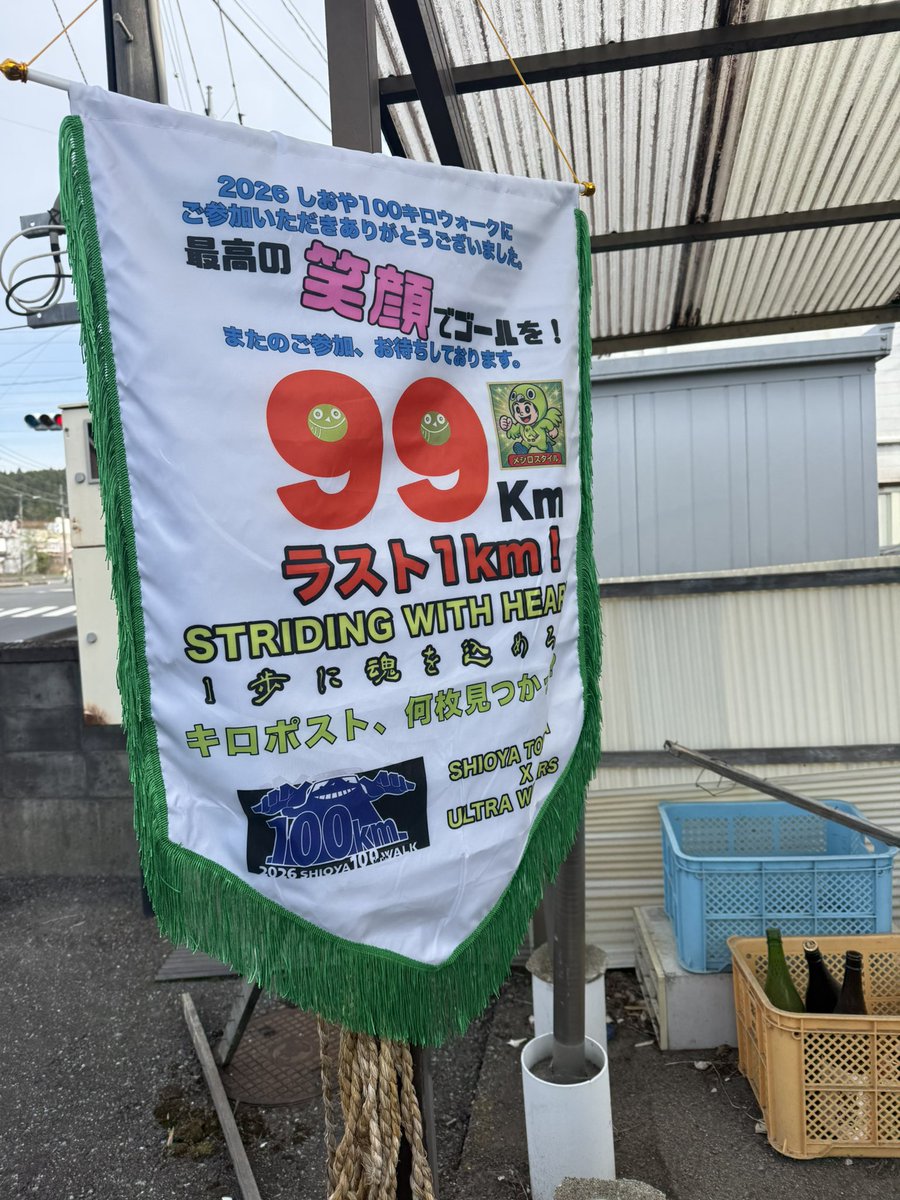 2026 しおや100キロウォークに
ご参加いただきありがとうございました。
最高の笑顔でゴールを！
またのご参加、お待ちしております。
99Km
メジロスタイル
ラスト1km！
STRIDING WITH HEAR
1歩に魂を込めろ
キロポスト、何枚見つか
SHIOYA TO
X RS
ULTRA W
100km
2026 SHIOYA100 WALK